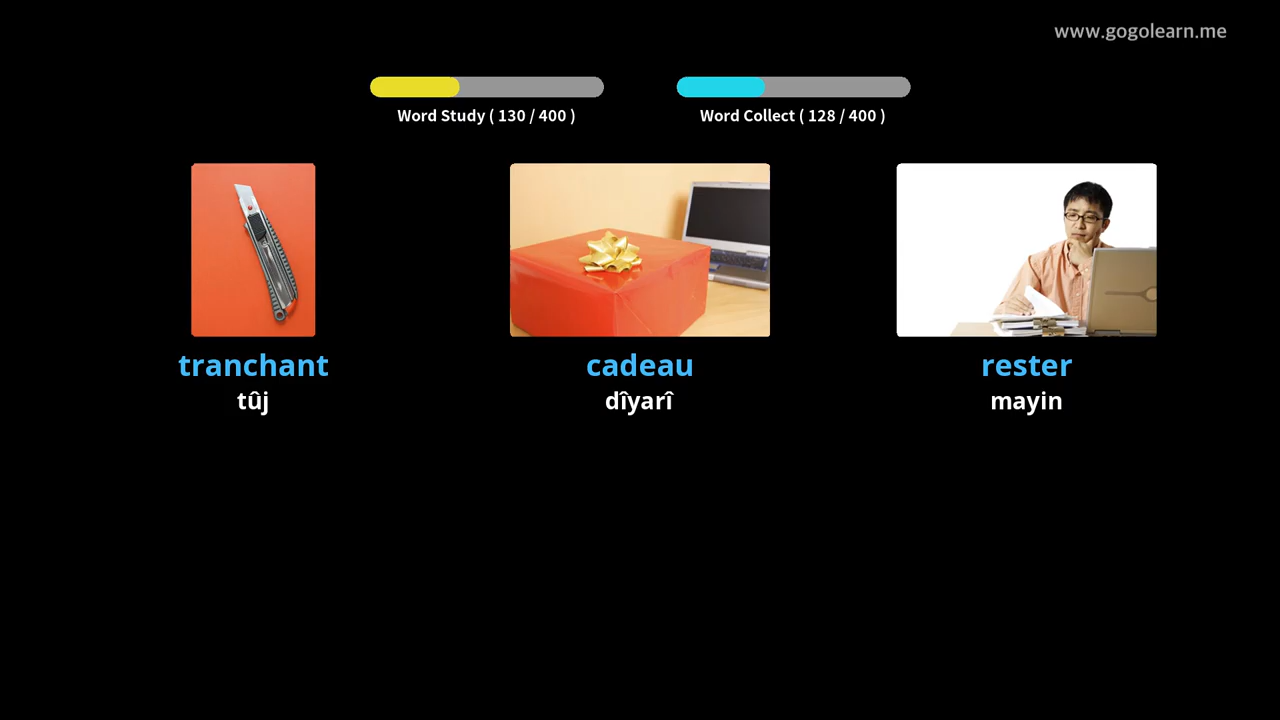 www.gogolearn.me
Word Study ( 130 / 400 )
Word Collect ( 128 / 400 )
tranchant
tûj
cadeau
dîyarî
rester
mayin